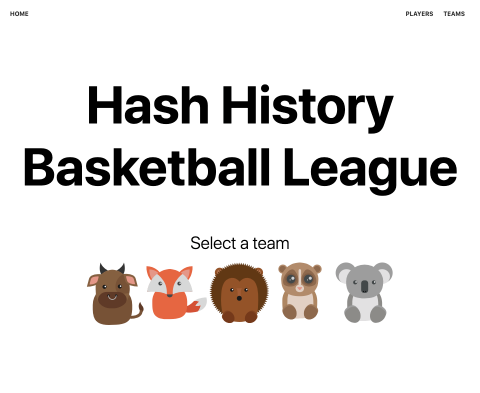 HOME
PLAYERS TEAMS
Hash History
Basketball League
Select a team